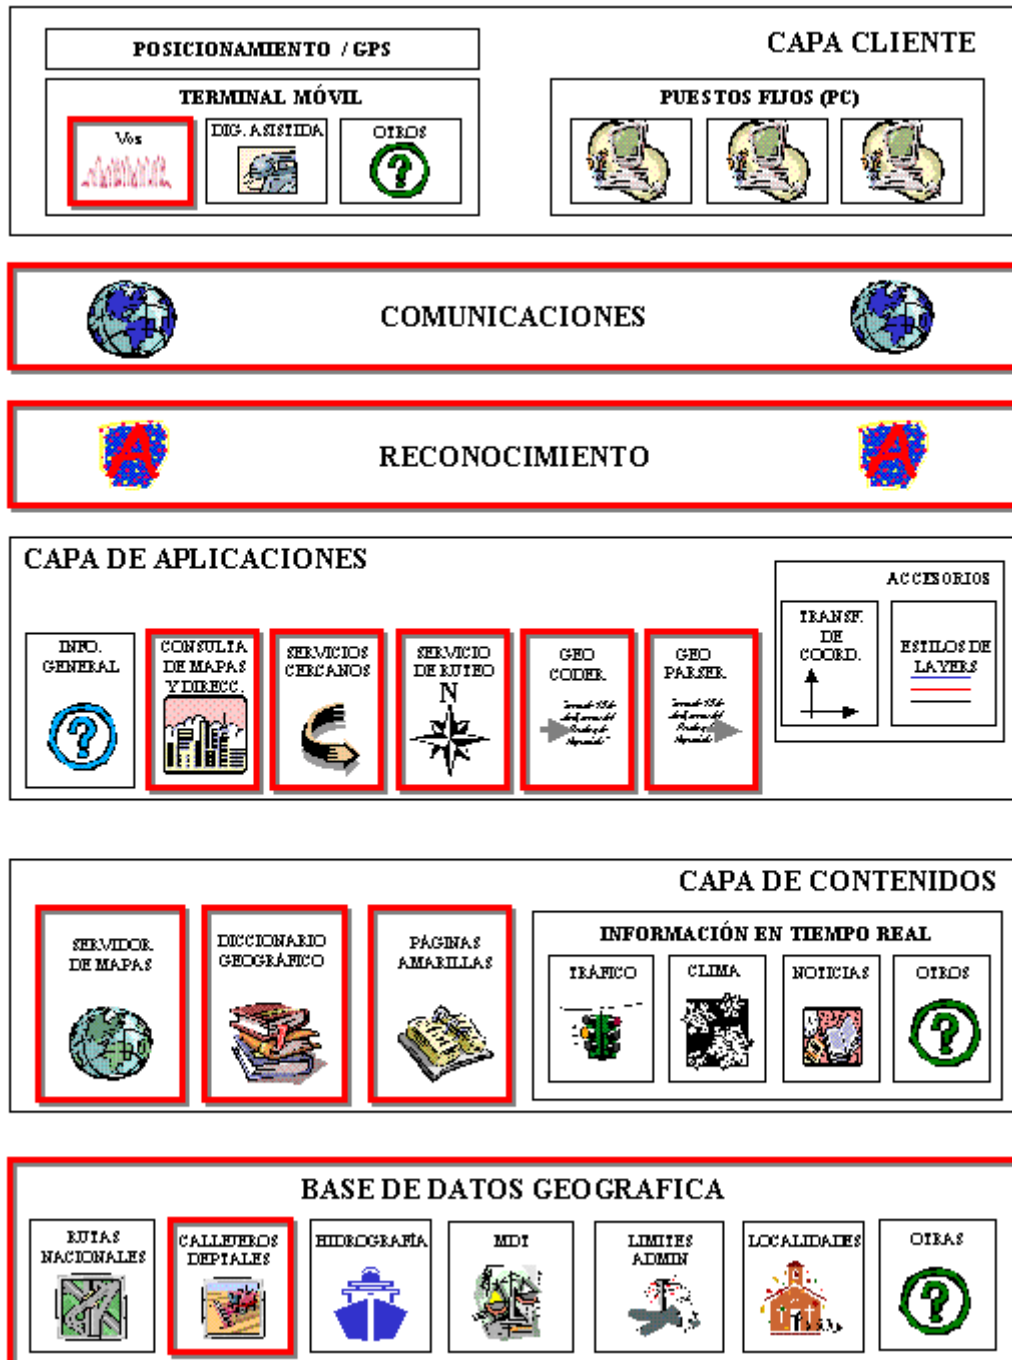 CAPA CLIENTE
POSICIONAMIENTO / GPS
TERMINAL MÓVIL
Voz
DIG. ASISTIDA
OTROS
PUESTOS FIJOS (PC)
COMUNICACIONES
RECONOCIMIENTO
CAPA DE APLICACIONES
INFO.
GENERAL
CONSULTA
DE MAPAS
Y DIRECC.
SERVICIOS
CERCANOS
SERVICIO
DE RUTEO
N
GEO
CODER
GEO
PARSER
ACCESORIOS
TRANSF.
DE
COORD.
ESTILOS DE
LAYERS
CAPA DE CONTENIDOS
SERVIDOR
DE MAPAS
DICCIONARIO
GEOGRÁFICO
PÁGINAS
AMARILLAS
INFORMACIÓN EN TIEMPO REAL
TRÁFICO
CLIMA
NOTICIAS
OTROS
BASE DE DATOS GEOGRAFICA
RUTAS
NACIONALES
CALLEJEROS
DEPTALES
HIDROGRAFÍA
MDT
LIMITES
ADMIN
LOCALIDADES
OTRAS